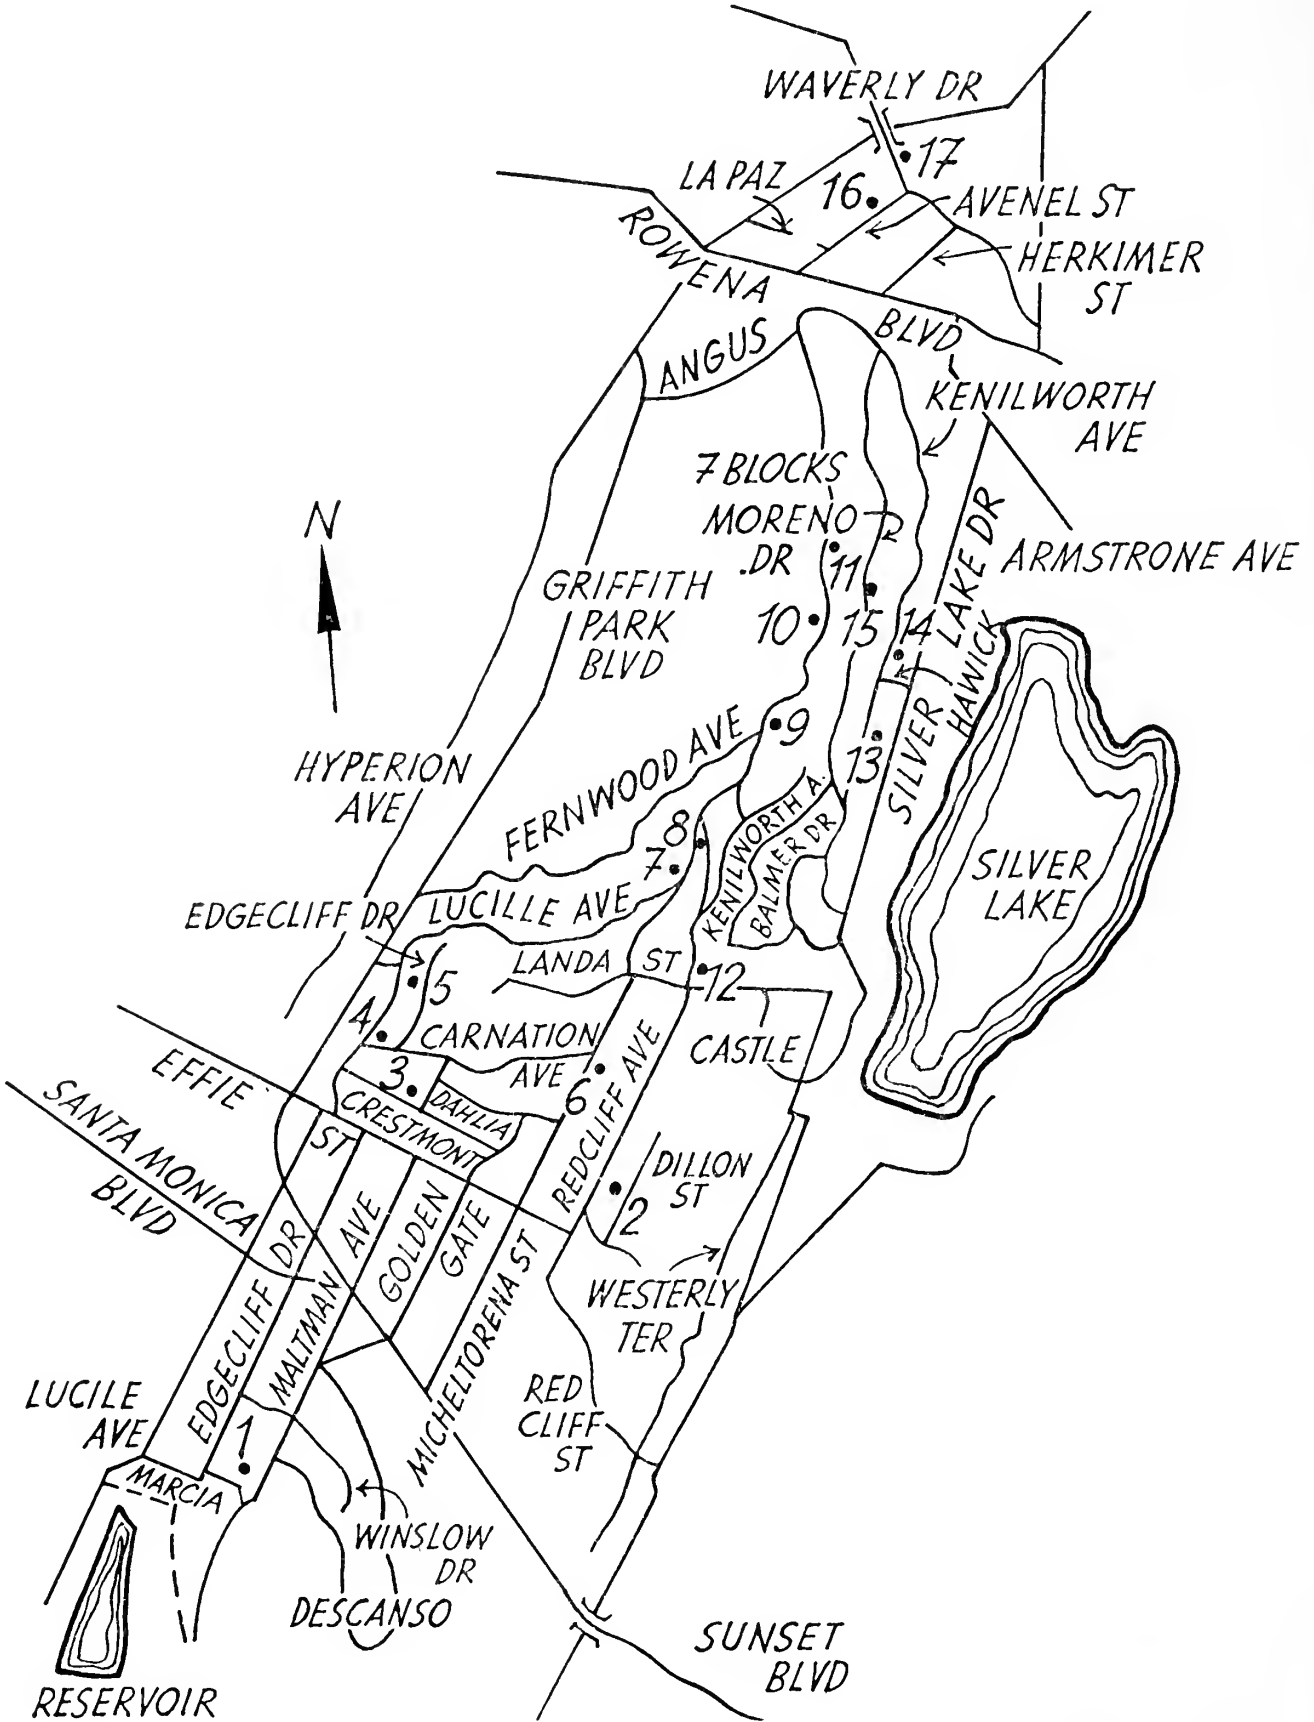 WAVERLY DR
17
LA PAZ
16
AVENEL ST
ROWENA
HERKIMER
ST
BLVD
ANGUS
KENILWORTH
AVE
7 BLOCKS
MORENO
DR
11
N
ARMSTRONE AVE
GRIFFITH
PARK
BLVD
10
15
14
SILVER LAKE DR
HAWICK
9
13
HYPERION
AVE
FERNWOOD AVE
8
7
KENILWORTH A.
BALMER DR
SILVER
LAKE
EDGECLIFF DR
LUCILLE AVE
LANDA ST
12
5
4
CARNATION
AVE
CASTLE
EFFIE
ST
3
6
DAHLIA
CRESTMONT
SANTA MONICA
BLVD
REDCLIFF AVE
DILLON
ST
2
EDGECLIFF DR
MALTMAN AVE
GOLDEN
GATE
MICHELTORENA ST
WESTERLY
TER
LUCILE
AVE
1
RED
CLIFF
ST
MARCIA
WINSLOW
DR
DESCANSO
SUNSET
BLVD
RESERVOIR